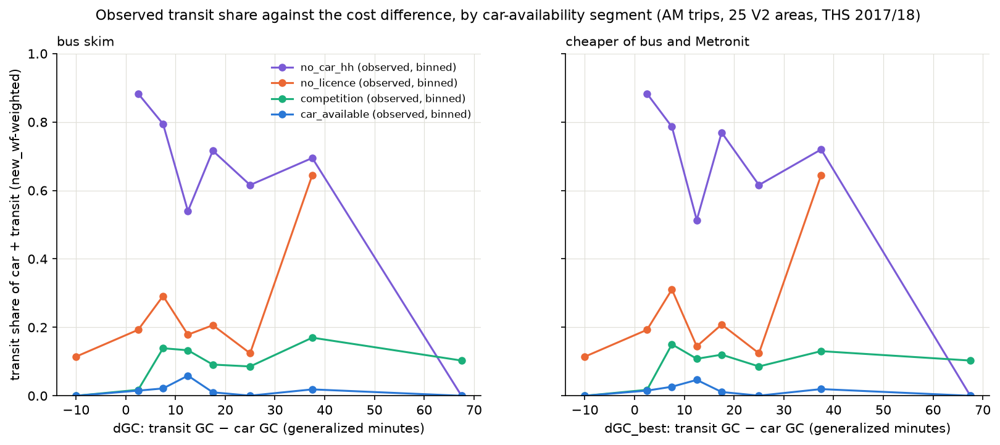 Observed transit share against the cost difference, by car-availability segment (AM trips, 25 V2 areas, THS 2017/18)
bus skim
transit share of car + transit (new_wf-weighted)
1.0
0.8
0.6
0.4
0.2
0.0
no_car_hh (observed, binned)
no_licence (observed, binned)
competition (observed, binned)
car_available (observed, binned)
−10 0 10 20 30 40 50 60 70
dGC: transit GC − car GC (generalized minutes)
cheaper of bus and Metronit
−10 0 10 20 30 40 50 60 70
dGC_best: transit GC − car GC (generalized minutes)